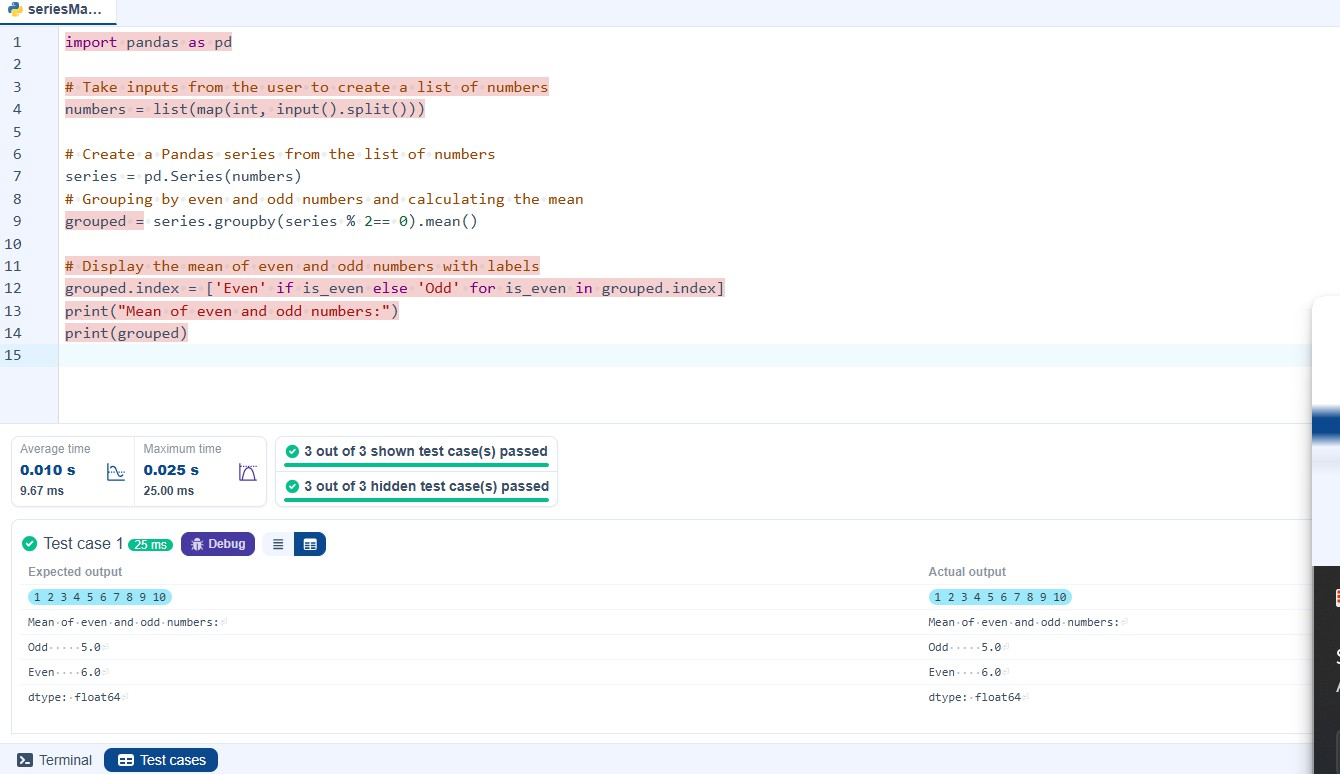 seriesMa...
1 import pandas as pd
2
3 # Take inputs from the user to create a list of numbers
4 numbers = list(map(int, input().split()))
5
6 # Create a Pandas series from the list of numbers
7 series = pd.Series(numbers)
8 # Grouping by even and odd numbers and calculating the mean
9 grouped = series.groupby(series % 2== 0).mean()
10
11 # Display the mean of even and odd numbers with labels
12 grouped.index = ['Even' if is_even else 'Odd' for is_even in grouped.index]
13 print("Mean of even and odd numbers:")
14 print(grouped)
15
Average time Maximum time
0.010 s 0.025 s
9.67 ms 25.00 ms
3 out of 3 shown test case(s) passed
3 out of 3 hidden test case(s) passed
Test case 1 25 ms Debug
Expected output Actual output
1 2 3 4 5 6 7 8 9 10 1 2 3 4 5 6 7 8 9 10
Mean·of·even·and·odd·numbers: Mean·of·even·and·odd·numbers:
Odd·····5.0 Odd·····5.0
Even····6.0 Even····6.0
dtype:·float64 dtype:·float64
Terminal Test cases